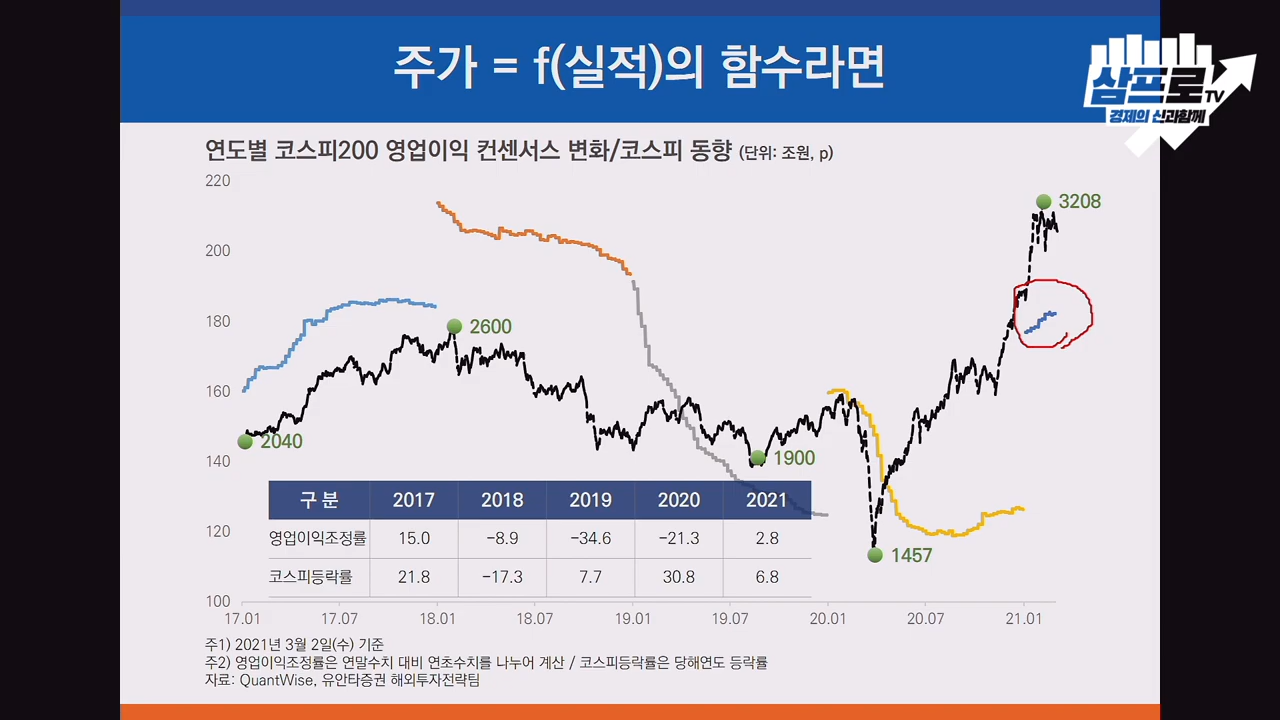 주가 = f(실적)의 함수라면
삼프로TV
경제의 신과함께
연도별 코스피200 영업이익 컨센서스 변화/코스피 동향 (단위: 조원, p)
220
200
180
160
140
120
100
2040
2600
1900
1457
3208
구 분 2017 2018 2019 2020 2021
영업이익조정률 15.0 −8.9 −34.6 −21.3 2.8
코스피등락률 21.8 −17.3 7.7 30.8 6.8
17.01 17.07 18.01 18.07 19.01 19.07 20.01 20.07 21.01
주1) 2021년 3월 2일(수) 기준
주2) 영업이익조정률은 연말수치 대비 연초수치를 나누어 계산 / 코스피등락률은 당해연도 등락률
자료: QuantWise, 유안타증권 해외투자전략팀